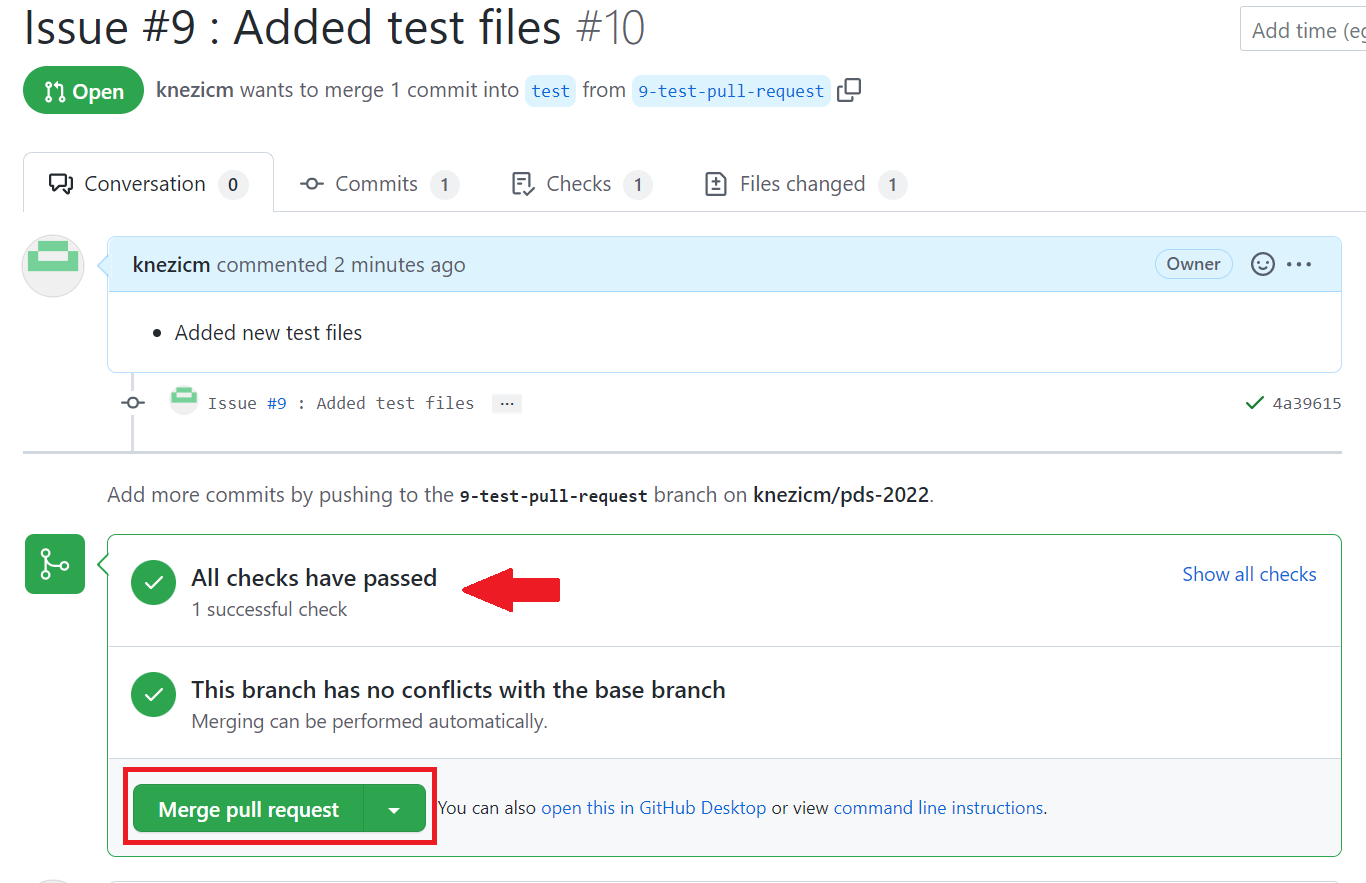 Issue #9 : Added test files #10
Add time (eg
Open knezicm wants to merge 1 commit into test from 9-test-pull-request
Conversation 0 Commits 1 Checks 1 Files changed 1
knezicm commented 2 minutes ago Owner
• Added new test files
Issue #9 : Added test files ... 4a39615
Add more commits by pushing to the 9-test-pull-request branch on knezicm/pds-2022.
All checks have passed Show all checks
1 successful check
This branch has no conflicts with the base branch
Merging can be performed automatically.
Merge pull request You can also open this in GitHub Desktop or view command line instructions.